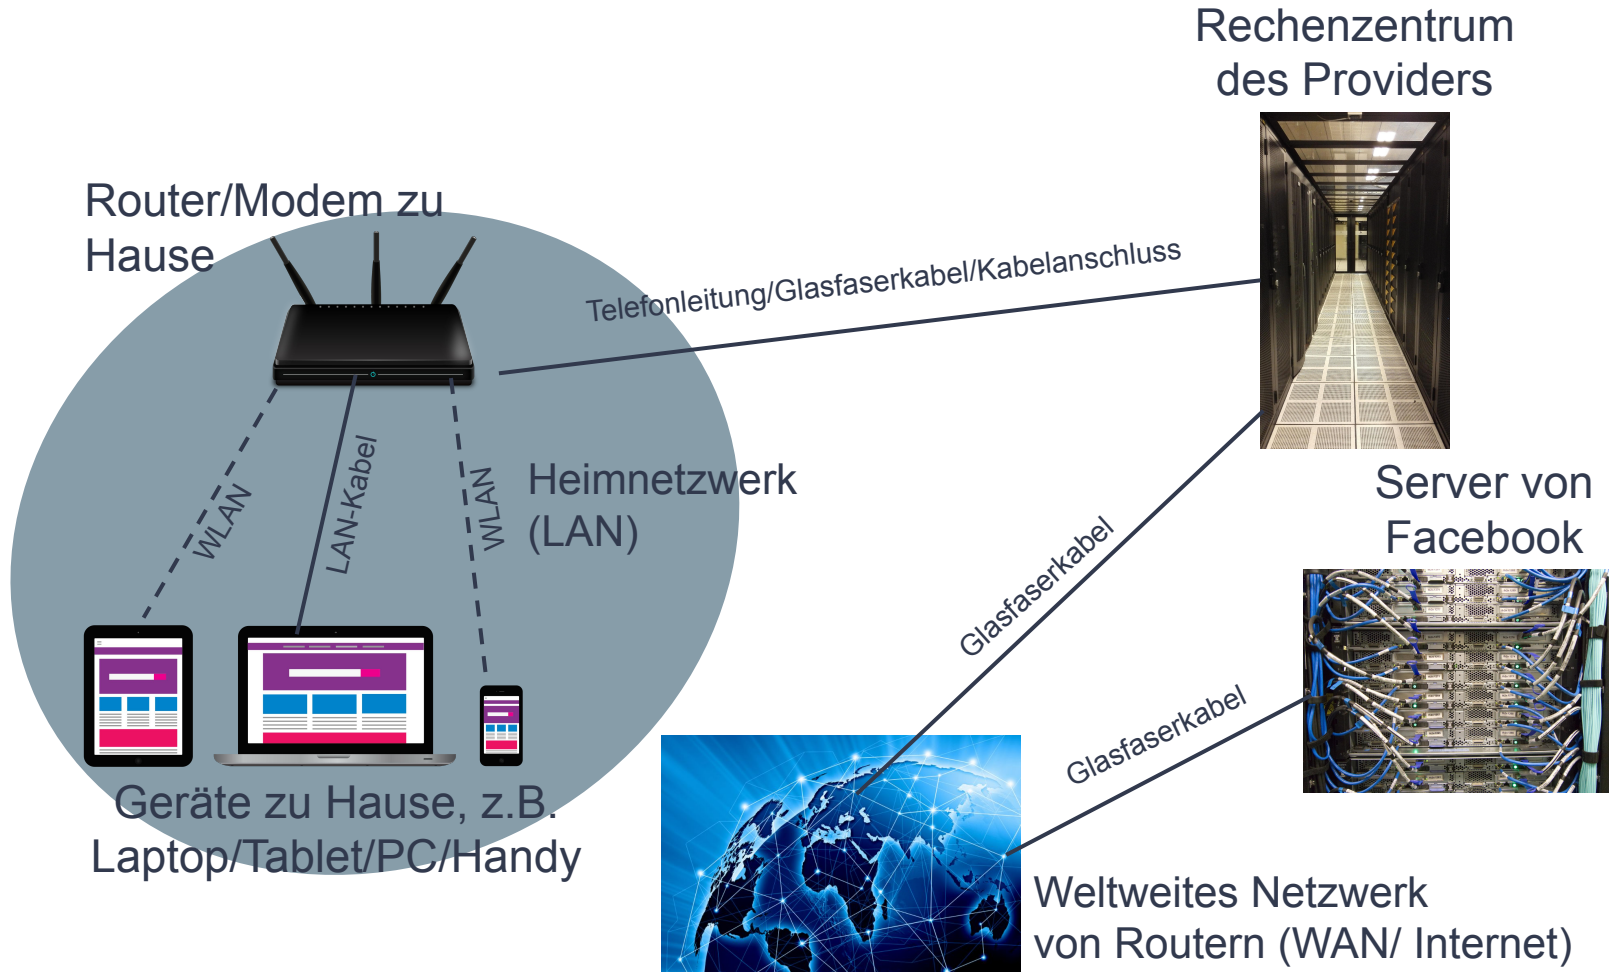 Rechenzentrum
des Providers
Router/Modem zu
Hause
Telefonleitung/Glasfaserkabel/Kabelanschluss
WLAN
LAN-Kabel
WLAN
Heimnetzwerk
(LAN)
Server von
Facebook
Glasfaserkabel
Glasfaserkabel
Geräte zu Hause, z.B.
Laptop/Tablet/PC/Handy
Weltweites Netzwerk
von Routern (WAN/ Internet)